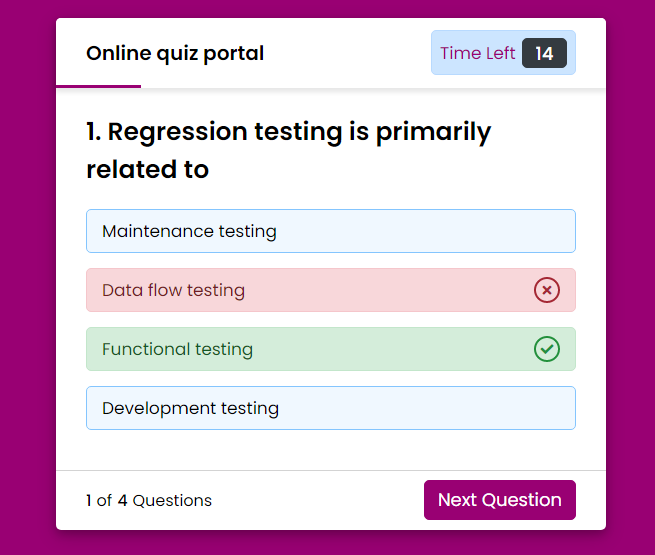 Online quiz portal
Time Left 14
1. Regression testing is primarily
related to
Maintenance testing
Data flow testing
Functional testing
Development testing
1 of 4 Questions
Next Question